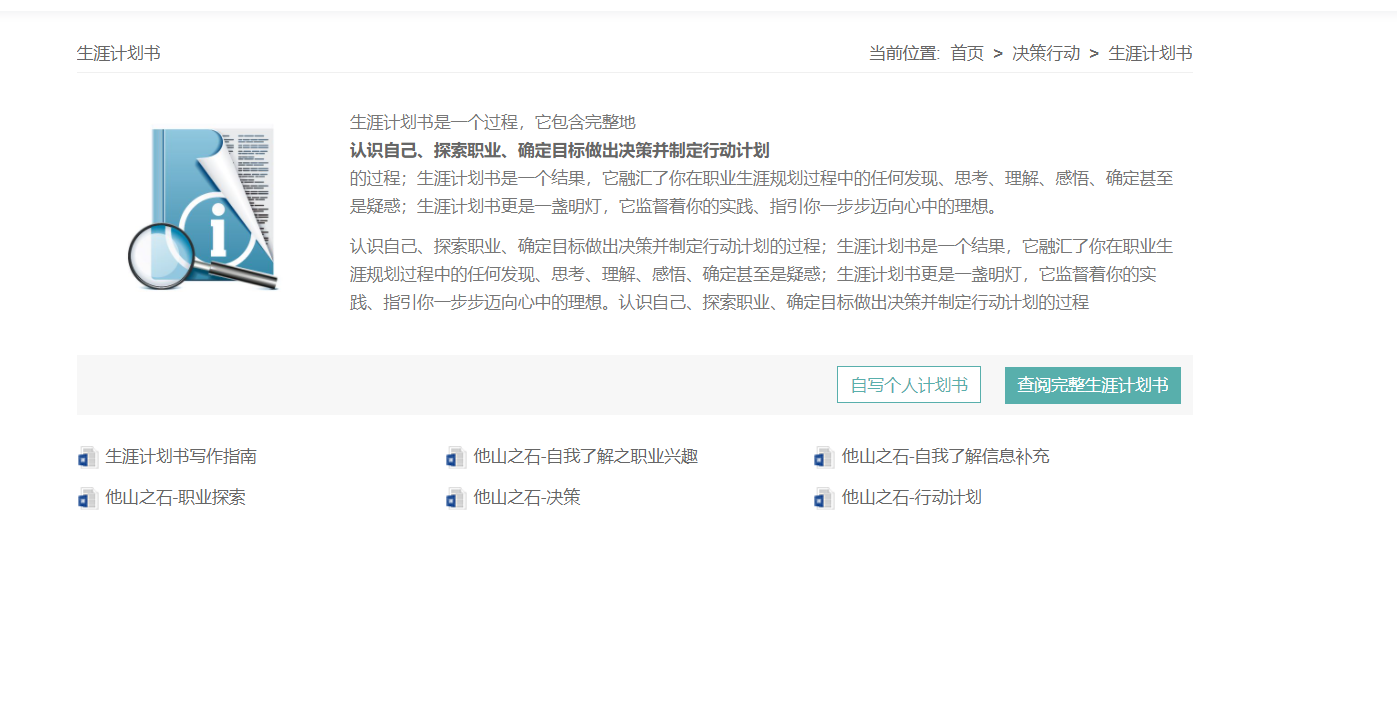 生涯计划书
当前位置: 首页 > 决策行动 > 生涯计划书
生涯计划书是一个过程，它包含完整地
认识自己、探索职业、确定目标做出决策并制定行动计划
的过程；生涯计划书是一个结果，它融汇了你在职业生涯规划过程中的任何发现、思考、理解、感悟、确定甚至
是疑惑；生涯计划书更是一盏明灯，它监督着你的实践、指引你一步步迈向心中的理想。
认识自己、探索职业、确定目标做出决策并制定行动计划的过程；生涯计划书是一个结果，它融汇了你在职业生
涯规划过程中的任何发现、思考、理解、感悟、确定甚至是疑惑；生涯计划书更是一盏明灯，它监督着你的实
践、指引你一步步迈向心中的理想。认识自己、探索职业、确定目标做出决策并制定行动计划的过程
自写个人计划书
查阅完整生涯计划书
生涯计划书写作指南
他山之石-自我了解之职业兴趣
他山之石-自我了解信息补充
他山之石-职业探索
他山之石-决策
他山之石-行动计划